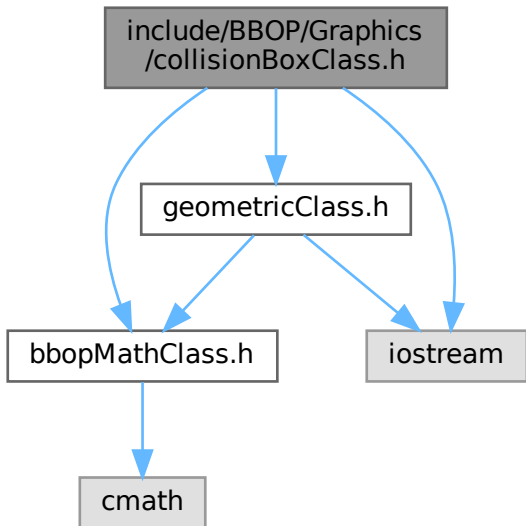 include/BBOP/Graphics
/collisionBoxClass.h
geometricClass.h
bbopMathClass.h
iostream
cmath